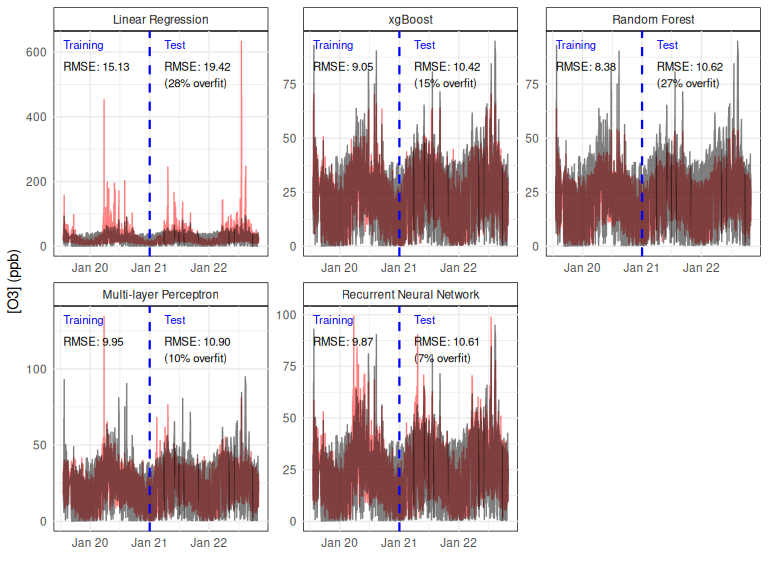 Linear Regression
Training Test
RMSE: 15.13 RMSE: 19.42
(28% overfit)
600
400
200
0
Jan 20 Jan 21 Jan 22
xgBoost
Training Test
RMSE: 9.05 RMSE: 10.42
(15% overfit)
75
50
25
0
Jan 20 Jan 21 Jan 22
Random Forest
Training Test
RMSE: 8.38 RMSE: 10.62
(27% overfit)
75
50
25
0
Jan 20 Jan 21 Jan 22
[O3] (ppb)
Multi-layer Perceptron
Training Test
RMSE: 9.95 RMSE: 10.90
(10% overfit)
100
50
0
Jan 20 Jan 21 Jan 22
Recurrent Neural Network
Training Test
RMSE: 9.87 RMSE: 10.61
(7% overfit)
100
75
50
25
0
Jan 20 Jan 21 Jan 22